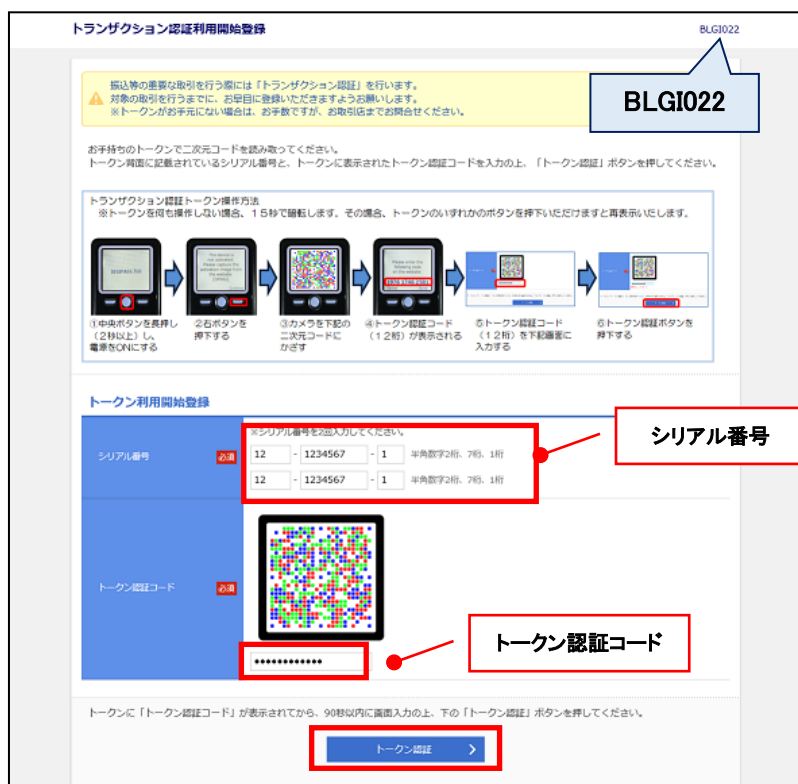 トランザクション認証利用開始登録
BLGI022
BLGI022
振込等の重要な取引を行う際には「トランザクション認証」を行います。
対象の取引を行うまでに、お早目に登録いただきますようお願いします。
※トークンがお手元にない場合は、お手数ですが、お取引店までお問合せください。
お手持ちのトークンで二次元コードを読み取ってください。
トークン背面に記載されているシリアル番号と、トークンに表示されたトークン認証コードを入力の上、「トークン認証」ボタンを押してください。
トランザクション認証トークン操作方法
※トークンを何も操作しない場合、１５秒で暗転します。その場合、トークンのいずれかのボタンを押下いただけますと再表示いたします。
①中央ボタンを長押し
（２秒以上）し、
電源をONにする
②右ボタンを
押下する
③カメラを下記の
二次元コードに
かざす
④トークン認証コード
（１２桁）が表示される
⑤トークン認証コード
（１２桁）を下記画面に
入力する
⑥トークン認証ボタンを
押下する
トークン利用開始登録
※シリアル番号を2回入力してください。
シリアル番号
必須
12 - 1234567 - 1 半角数字2桁、7桁、1桁
12 - 1234567 - 1 半角数字2桁、7桁、1桁
シリアル番号
トークン認証コード
必須
••••••••••••
トークン認証コード
トークンに「トークン認証コード」が表示されてから、90秒以内に画面入力の上、下の「トークン認証」ボタンを押してください。
トークン認証